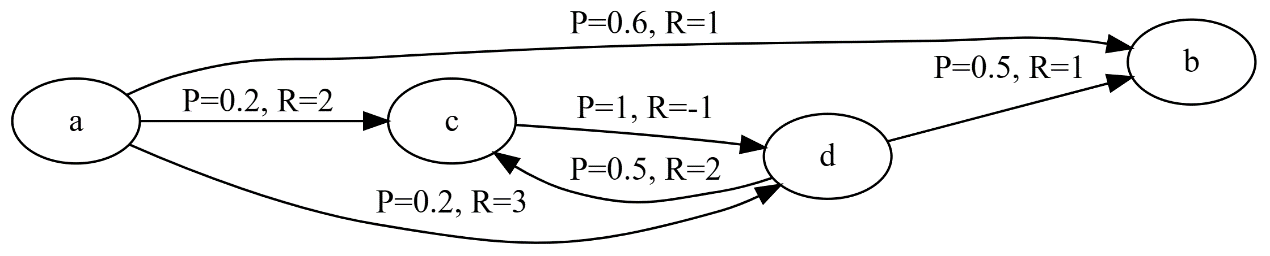 P=0.6, R=1
P=0.5, R=1
b
P=0.2, R=2
a
c
P=1, R=-1
d
P=0.5, R=2
P=0.2, R=3